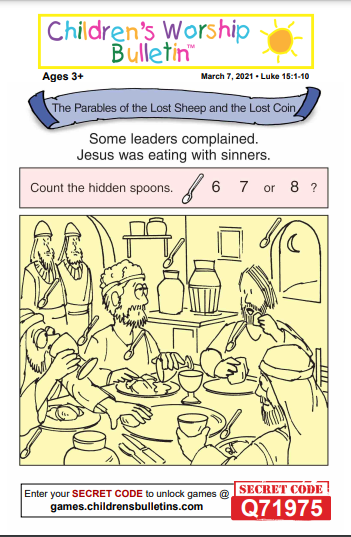 Children's Worship
Bulletin™
Ages 3+
March 7, 2021 • Luke 15:1-10
The Parables of the Lost Sheep and the Lost Coin
Some leaders complained.
Jesus was eating with sinners.
Count the hidden spoons. 6 7 or 8 ?
Enter your SECRET CODE to unlock games @
games.childrensbulletins.com
SECRET CODE
Q71975